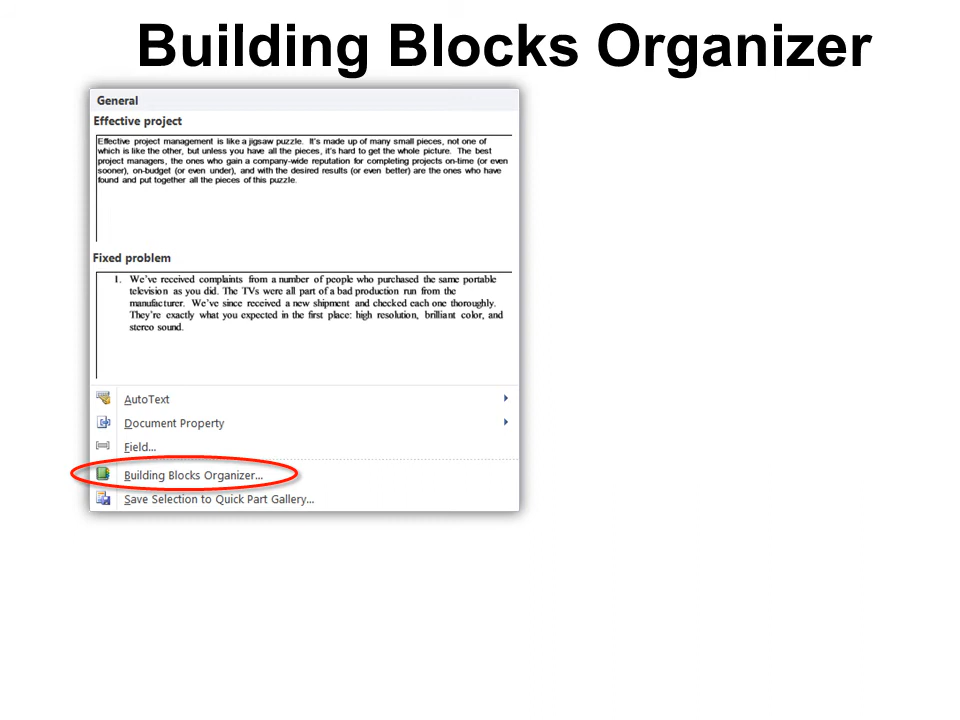 Building Blocks Organizer
General
Effective project
Effective project management is like a jigsaw puzzle. It's made up of many small pieces, not one of
which is like the other, but unless you have all the pieces, it's hard to get the whole picture. The best
project managers, the ones who gain a company-wide reputation for completing projects on-time (or even
sooner), on-budget (or even under), and with the desired results (or even better) are the ones who have
found and put together all the pieces of this puzzle.
Fixed problem
1. We've received complaints from a number of people who purchased the same portable
television as you did. The TVs were all part of a bad production run from the
manufacturer. We've since received a new shipment and checked each one thoroughly.
They're exactly what you expected in the first place: high resolution, brilliant color, and
stereo sound.
AutoText
Document Property
Field...
Building Blocks Organizer...
Save Selection to Quick Part Gallery...